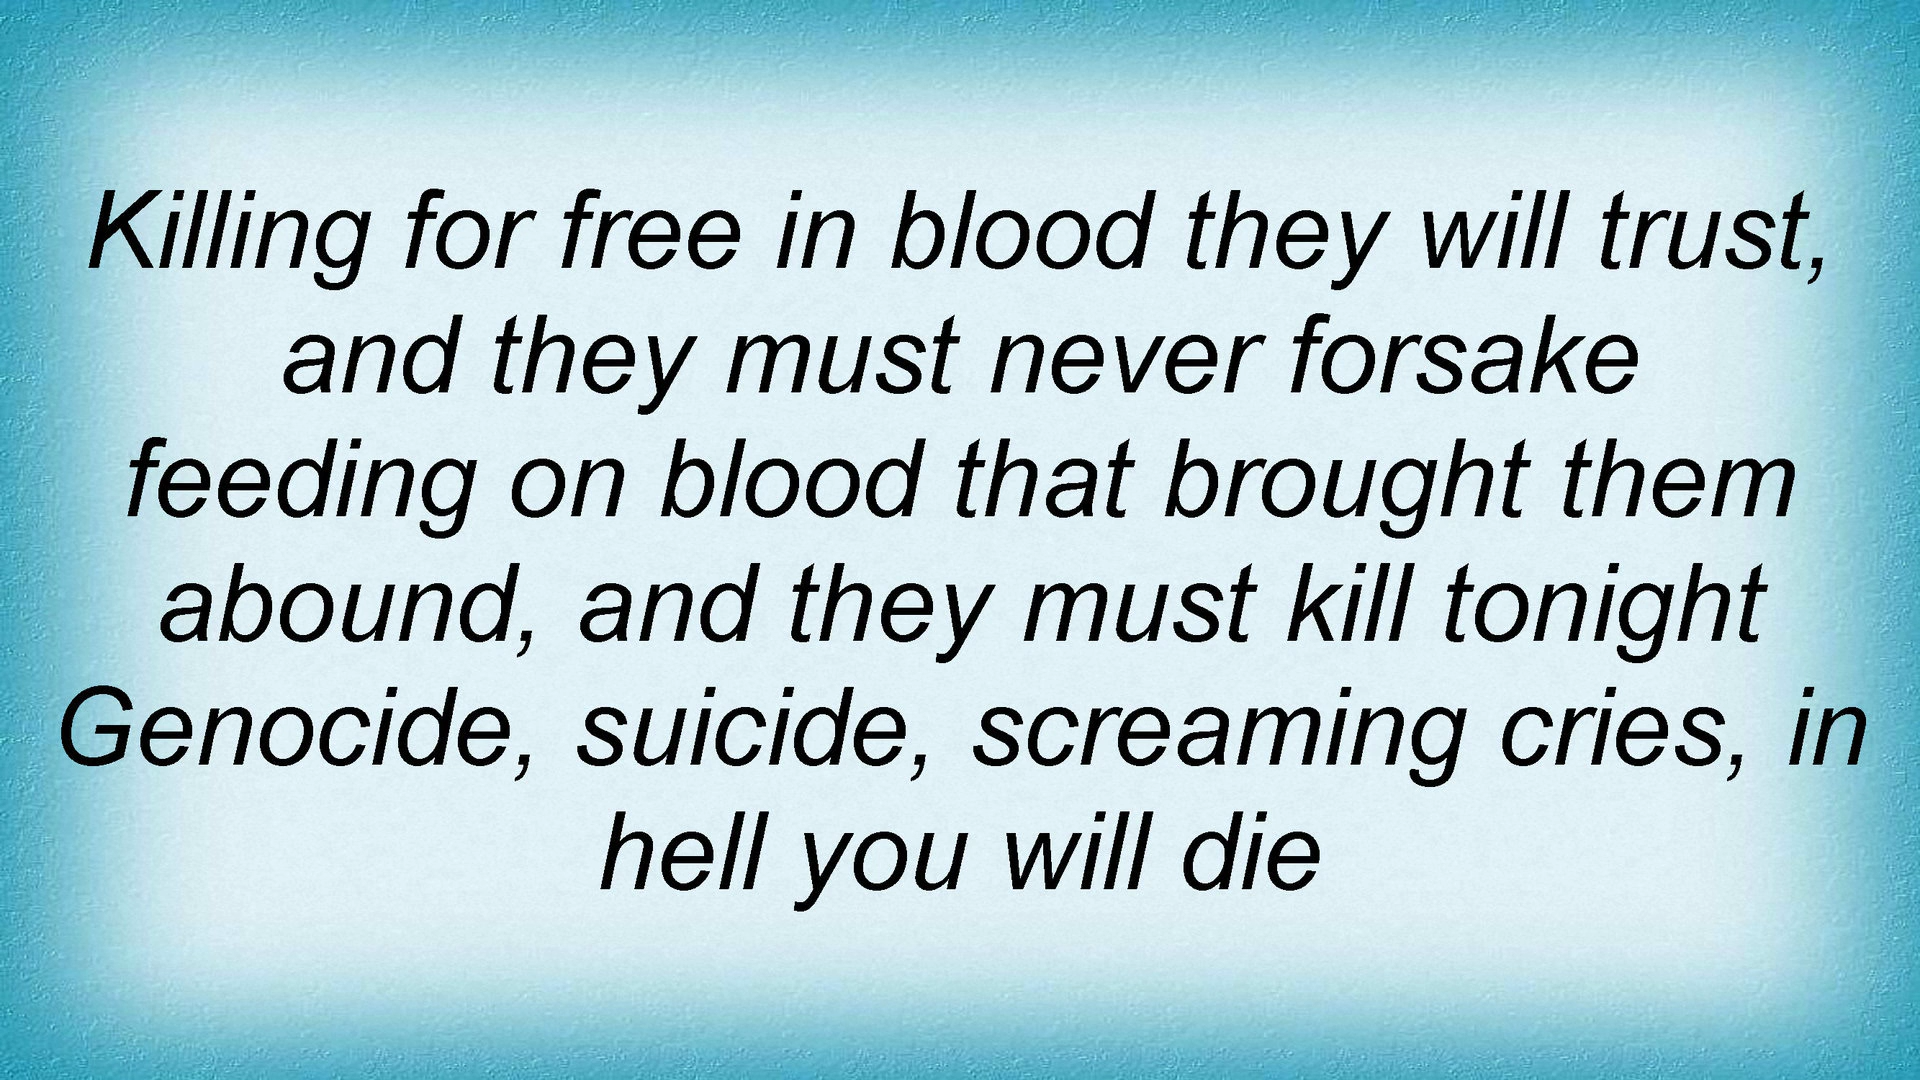 Killing for free in blood they will trust,
and they must never forsake
feeding on blood that brought them
abound, and they must kill tonight
Genocide, suicide, screaming cries, in
hell you will die